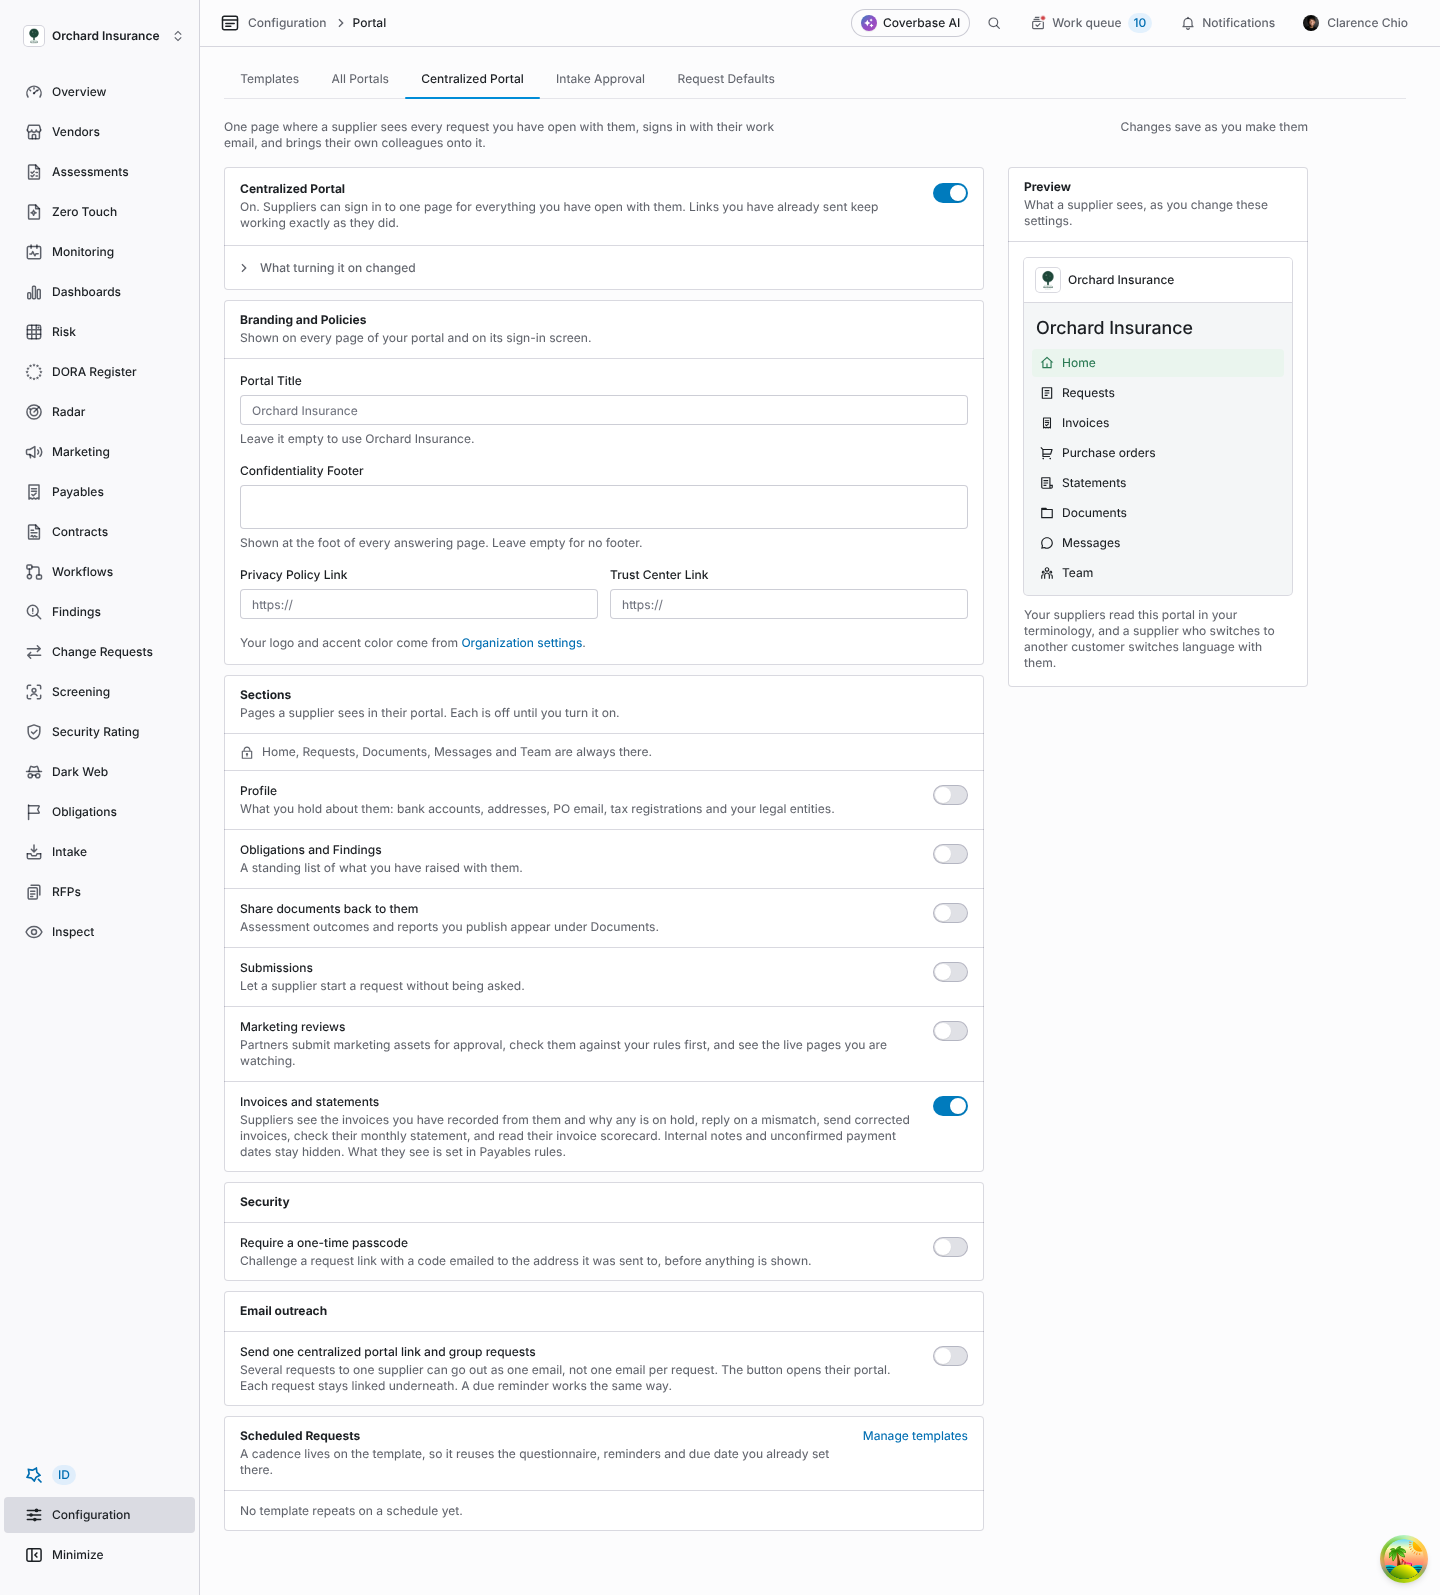 Orchard Insurance
Overview
Vendors
Assessments
Zero Touch
Monitoring
Dashboards
Risk
DORA Register
Radar
Marketing
Payables
Contracts
Workflows
Findings
Change Requests
Screening
Security Rating
Dark Web
Obligations
Intake
RFPs
Inspect
ID
Configuration
Minimize
Configuration > Portal
Coverbase AI
Work queue 10
Notifications
Clarence Chio
Templates
All Portals
Centralized Portal
Intake Approval
Request Defaults
One page where a supplier sees every request you have open with them, signs in with their work
email, and brings their own colleagues onto it.
Changes save as you make them
Centralized Portal
On. Suppliers can sign in to one page for everything you have open with them. Links you have already sent keep
working exactly as they did.
What turning it on changed
Branding and Policies
Shown on every page of your portal and on its sign-in screen.
Portal Title
Orchard Insurance
Leave it empty to use Orchard Insurance.
Confidentiality Footer
Shown at the foot of every answering page. Leave empty for no footer.
Privacy Policy Link
https://
Trust Center Link
https://
Your logo and accent color come from Organization settings.
Sections
Pages a supplier sees in their portal. Each is off until you turn it on.
Home, Requests, Documents, Messages and Team are always there.
Profile
What you hold about them: bank accounts, addresses, PO email, tax registrations and your legal entities.
Obligations and Findings
A standing list of what you have raised with them.
Share documents back to them
Assessment outcomes and reports you publish appear under Documents.
Submissions
Let a supplier start a request without being asked.
Marketing reviews
Partners submit marketing assets for approval, check them against your rules first, and see the live pages you are
watching.
Invoices and statements
Suppliers see the invoices you have recorded from them and why any is on hold, reply on a mismatch, send corrected
invoices, check their monthly statement, and read their invoice scorecard. Internal notes and unconfirmed payment
dates stay hidden. What they see is set in Payables rules.
Security
Require a one-time passcode
Challenge a request link with a code emailed to the address it was sent to, before anything is shown.
Email outreach
Send one centralized portal link and group requests
Several requests to one supplier can go out as one email, not one email per request. The button opens their portal.
Each request stays linked underneath. A due reminder works the same way.
Scheduled Requests
Manage templates
A cadence lives on the template, so it reuses the questionnaire, reminders and due date you already set
there.
No template repeats on a schedule yet.
Preview
What a supplier sees, as you change these
settings.
Orchard Insurance
Orchard Insurance
Home
Requests
Invoices
Purchase orders
Statements
Documents
Messages
Team
Your suppliers read this portal in your
terminology, and a supplier who switches to
another customer switches language with
them.